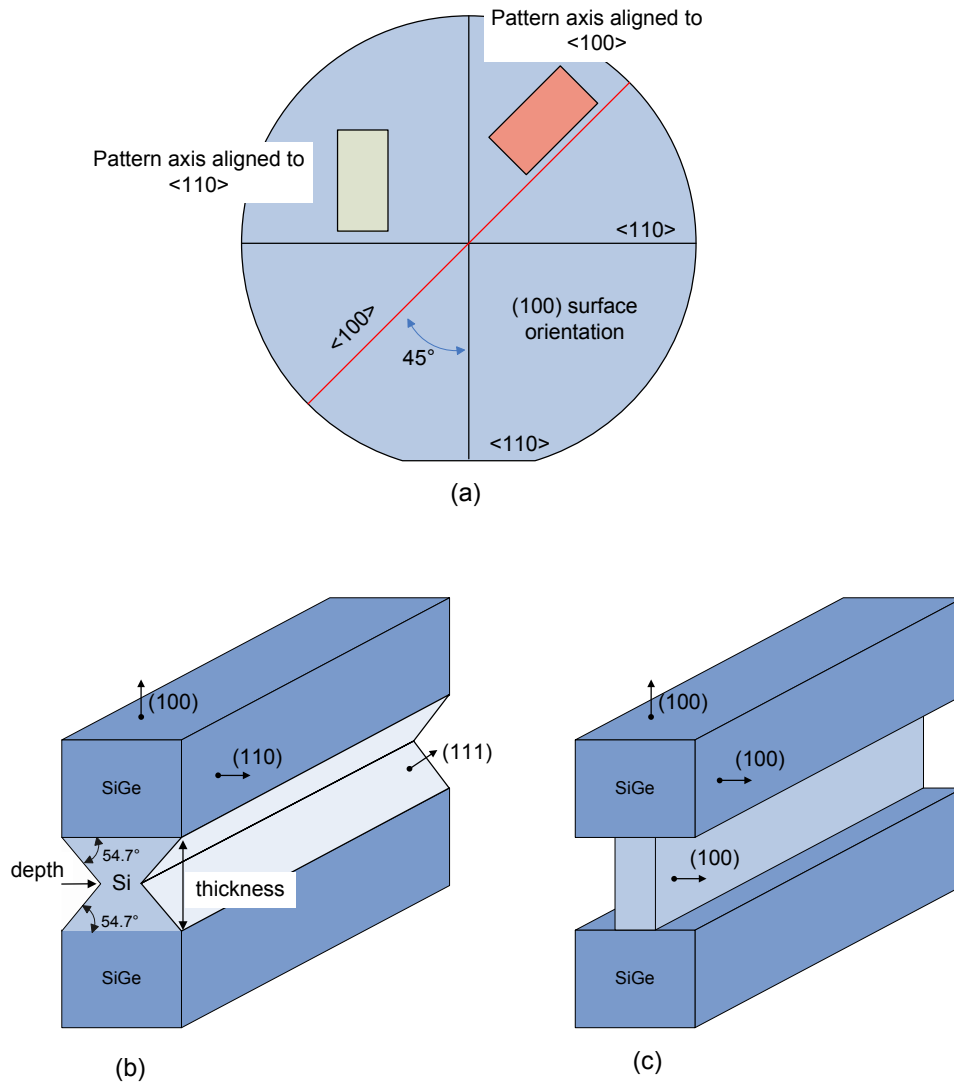 Pattern axis aligned to
<100>
Pattern axis aligned to
<110>
<110>
<100>
(100) surface
orientation
45°
<110>
(a)
(100)
(110)
(111)
SiGe
54.7°
depth
Si
thickness
54.7°
SiGe
(b)
(100)
(100)
SiGe
(100)
SiGe
(c)